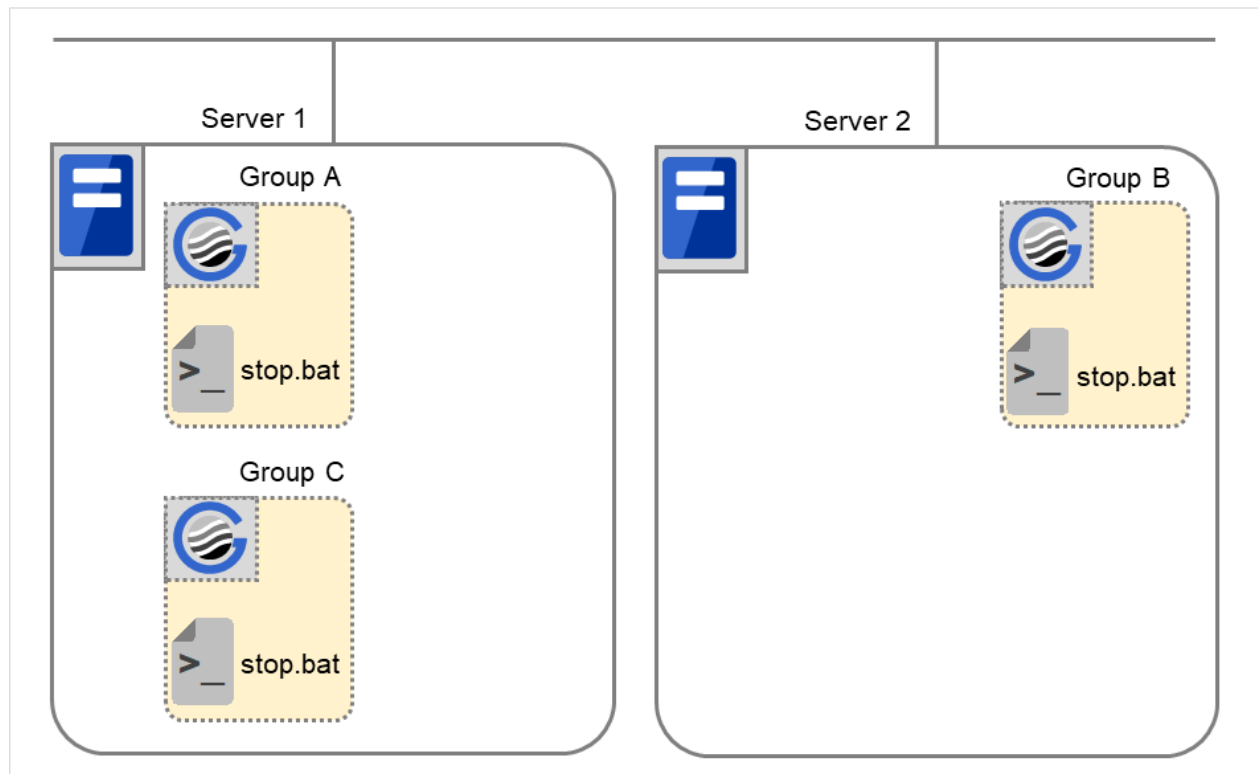 Server 1
Group A
stop.bat
Group C
stop.bat
Server 2
Group B
stop.bat